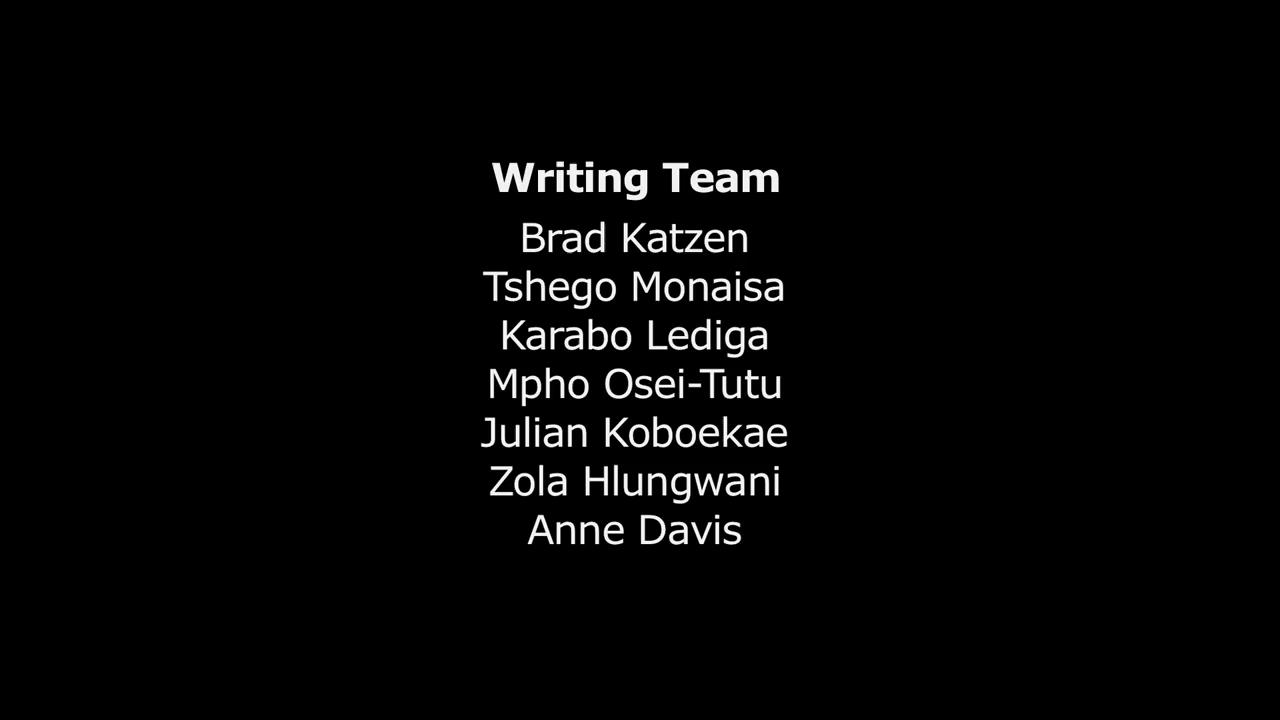 Writing Team
Brad Katzen
Tshego Monaisa
Karabo Lediga
Mpho Osei-Tutu
Julian Koboekae
Zola Hlungwani
Anne Davis